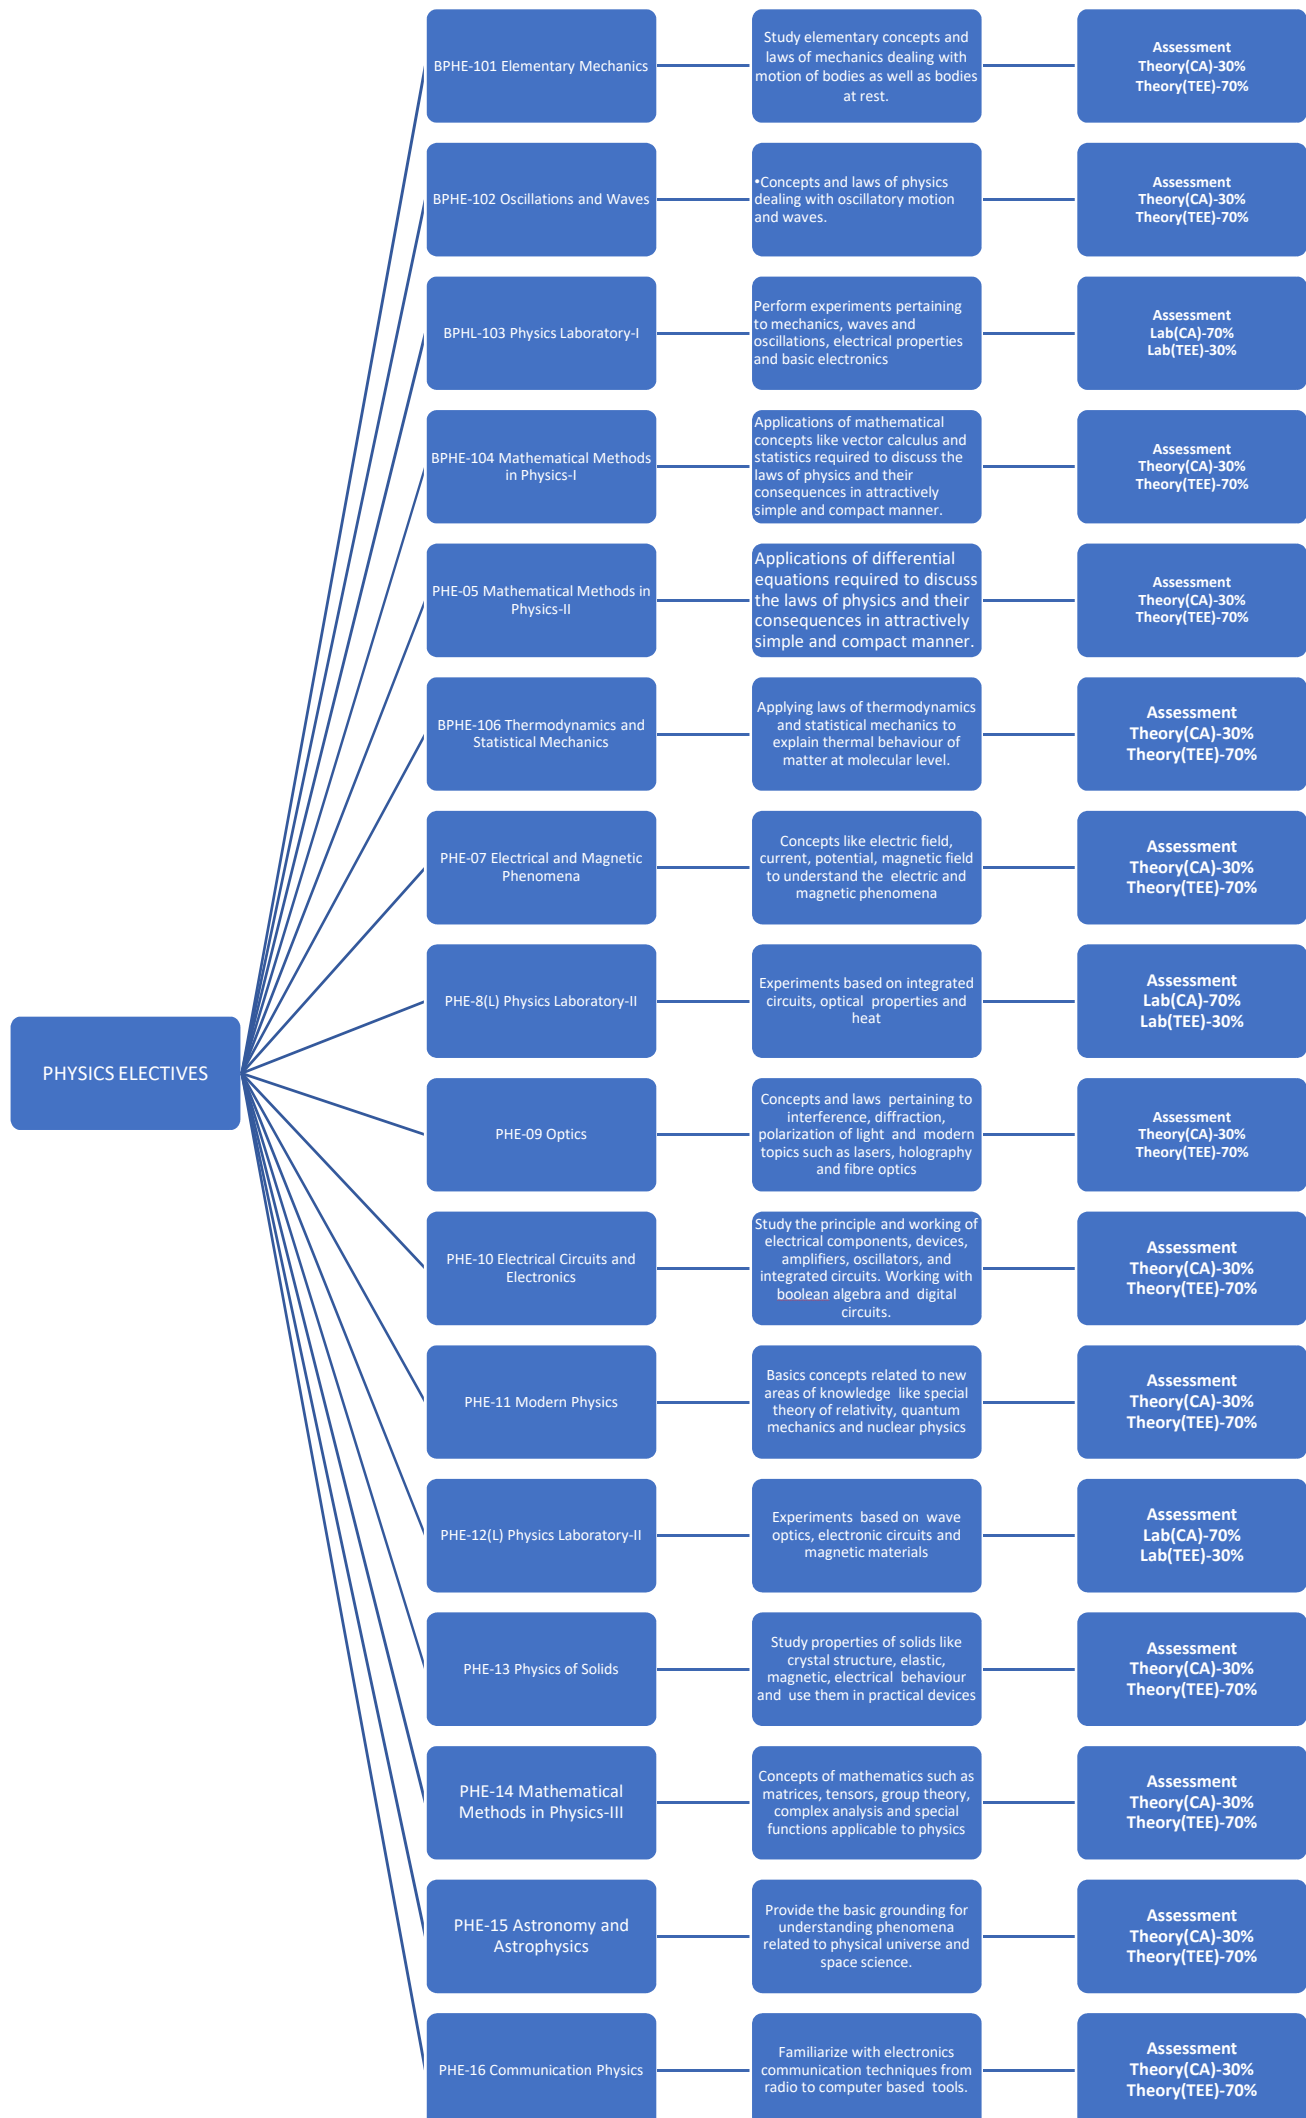 PHYSICS ELECTIVES
BPHE-101 Elementary Mechanics
Study elementary concepts and
laws of mechanics dealing with
motion of bodies as well as bodies
at rest.
Assessment
Theory(CA)-30%
Theory(TEE)-70%
BPHE-102 Oscillations and Waves
•Concepts and laws of physics
dealing with oscillatory motion
and waves.
Assessment
Theory(CA)-30%
Theory(TEE)-70%
BPHL-103 Physics Laboratory-I
Perform experiments pertaining
to mechanics, waves and
oscillations, electrical properties
and basic electronics
Assessment
Lab(CA)-70%
Lab(TEE)-30%
BPHE-104 Mathematical Methods
in Physics-I
Applications of mathematical
concepts like vector calculus and
statistics required to discuss the
laws of physics and their
consequences in attractively
simple and compact manner.
Assessment
Theory(CA)-30%
Theory(TEE)-70%
PHE-05 Mathematical Methods in
Physics-II
Applications of differential
equations required to discuss
the laws of physics and their
consequences in attractively
simple and compact manner.
Assessment
Theory(CA)-30%
Theory(TEE)-70%
BPHE-106 Thermodynamics and
Statistical Mechanics
Applying laws of thermodynamics
and statistical mechanics to
explain thermal behaviour of
matter at molecular level.
Assessment
Theory(CA)-30%
Theory(TEE)-70%
PHE-07 Electrical and Magnetic
Phenomena
Concepts like electric field,
current, potential, magnetic field
to understand the electric and
magnetic phenomena
Assessment
Theory(CA)-30%
Theory(TEE)-70%
PHE-8(L) Physics Laboratory-II
Experiments based on integrated
circuits, optical properties and
heat
Assessment
Lab(CA)-70%
Lab(TEE)-30%
PHE-09 Optics
Concepts and laws pertaining to
interference, diffraction,
polarization of light and modern
topics such as lasers, holography
and fibre optics
Assessment
Theory(CA)-30%
Theory(TEE)-70%
PHE-10 Electrical Circuits and
Electronics
Study the principle and working of
electrical components, devices,
amplifiers, oscillators, and
integrated circuits. Working with
boolean algebra and digital
circuits.
Assessment
Theory(CA)-30%
Theory(TEE)-70%
PHE-11 Modern Physics
Basics concepts related to new
areas of knowledge like special
theory of relativity, quantum
mechanics and nuclear physics
Assessment
Theory(CA)-30%
Theory(TEE)-70%
PHE-12(L) Physics Laboratory-II
Experiments based on wave
optics, electronic circuits and
magnetic materials
Assessment
Lab(CA)-70%
Lab(TEE)-30%
PHE-13 Physics of Solids
Study properties of solids like
crystal structure, elastic,
magnetic, electrical behaviour
and use them in practical devices
Assessment
Theory(CA)-30%
Theory(TEE)-70%
PHE-14 Mathematical
Methods in Physics-III
Concepts of mathematics such as
matrices, tensors, group theory,
complex analysis and special
functions applicable to physics
Assessment
Theory(CA)-30%
Theory(TEE)-70%
PHE-15 Astronomy and
Astrophysics
Provide the basic grounding for
understanding phenomena
related to physical universe and
space science.
Assessment
Theory(CA)-30%
Theory(TEE)-70%
PHE-16 Communication Physics
Familiarize with electronics
communication techniques from
radio to computer based tools.
Assessment
Theory(CA)-30%
Theory(TEE)-70%